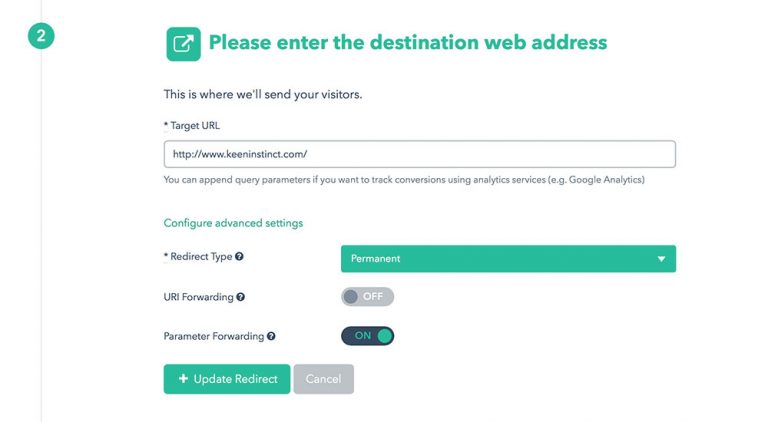 2
Please enter the destination web address
This is where we'll send your visitors.
* Target URL
http://www.keeninstinct.com/
You can append query parameters if you want to track conversions using analytics services (e.g. Google Analytics)
Configure advanced settings
* Redirect Type ?
Permanent
URI Forwarding ?
OFF
Parameter Forwarding ?
ON
+ Update Redirect
Cancel